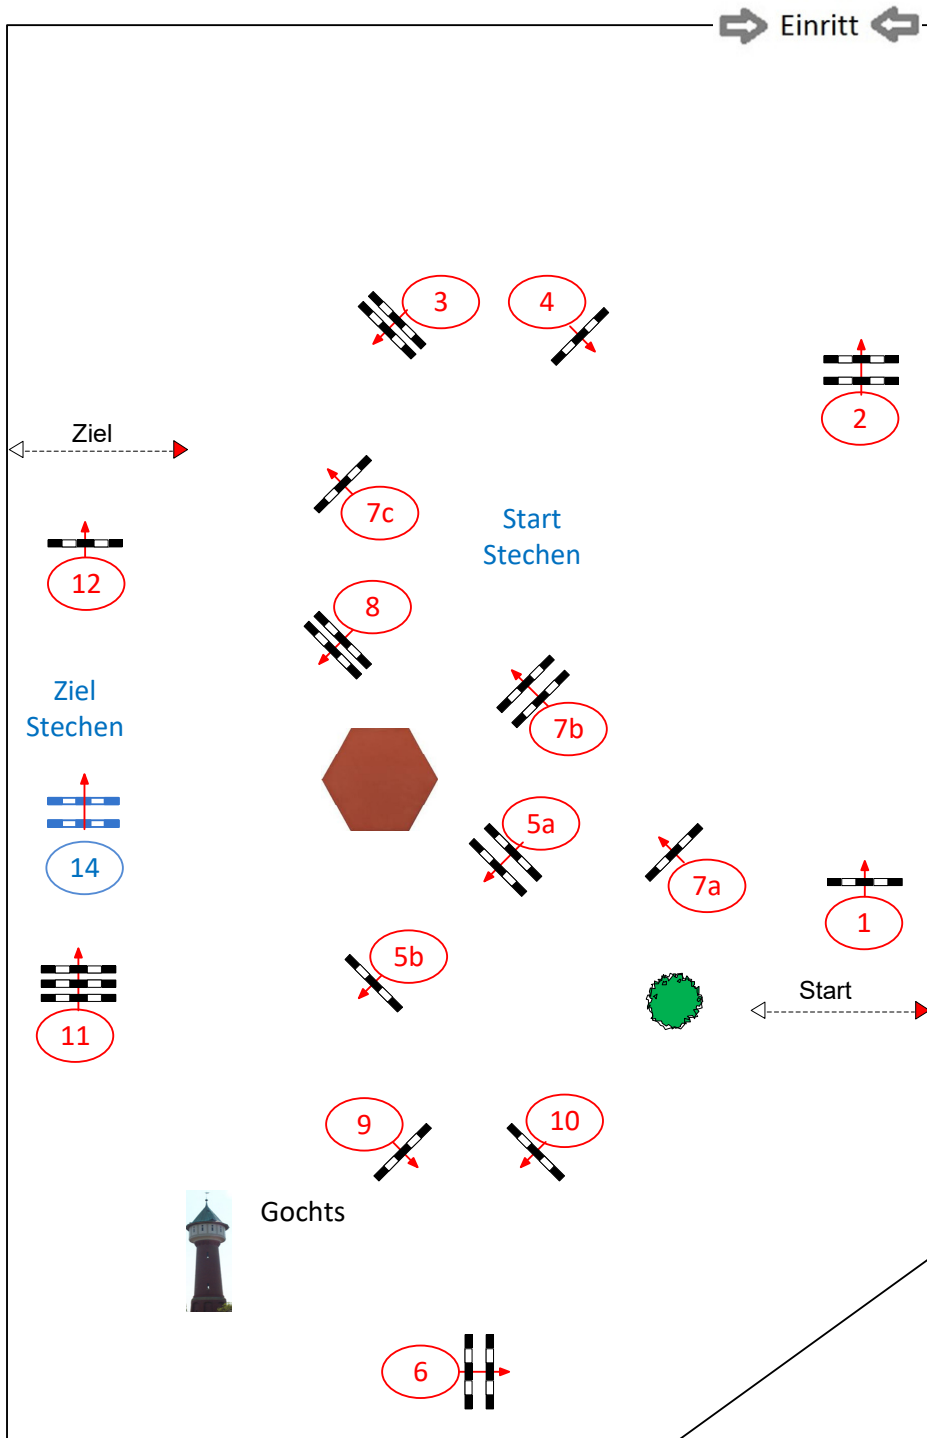 Einritt
3
4
2
Ziel
7c
Start
Stechen
12
8
Ziel
Stechen
7b
5a
14
7a
1
5b
Start
11
9
10
Gochts
6